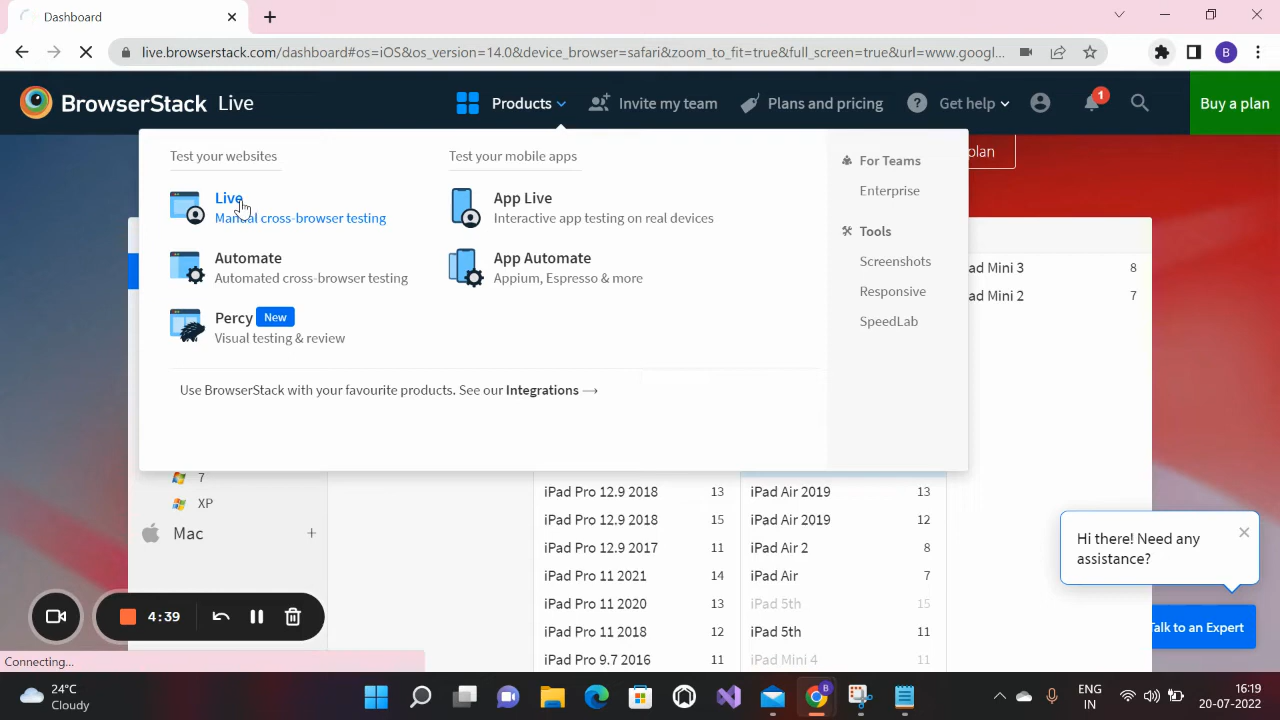 Dashboard
live.browserstack.com/dashboard#os=iOS&os_version=14.0&device_browser=safari&zoom_to_fit=true&full_screen=true&url=www.googl...
B
BrowserStack Live
Products
Invite my team
Plans and pricing
Get help
1
Buy a plan
plan
Test your websites
Test your mobile apps
For Teams
Live
Manual cross-browser testing
App Live
Interactive app testing on real devices
Enterprise
Tools
Automate
Automated cross-browser testing
App Automate
Appium, Espresso & more
Screenshots
Responsive
SpeedLab
Percy New
Visual testing & review
Use BrowserStack with your favourite products. See our Integrations →
ad Mini 3 8
ad Mini 2 7
7
XP
Mac +
iPad Pro 12.9 2018 13
iPad Air 2019 13
iPad Pro 12.9 2018 15
iPad Air 2019 12
iPad Pro 12.9 2017 11
iPad Air 2 8
iPad Pro 11 2021 14
iPad Air 7
iPad Pro 11 2020 13
iPad 5th 15
iPad Pro 11 2018 12
iPad 5th 11
iPad Pro 9.7 2016 11
iPad Mini 4 11
Hi there! Need any
assistance?
Talk to an Expert
4:39
Connecting...
24°C
Cloudy
B
ENG
IN
16:19
20-07-2022